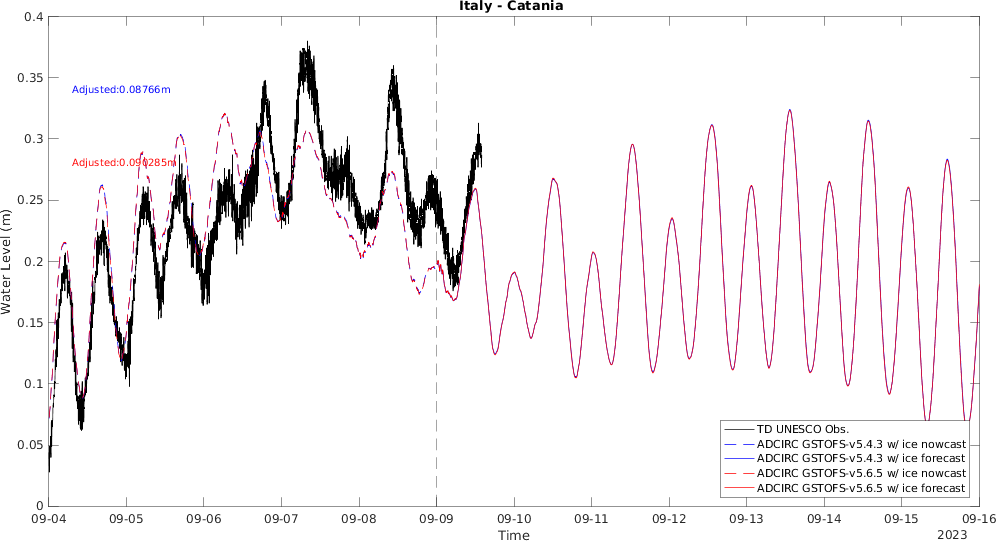 Italy - Catania
0.4
0.35
0.3
0.25
0.2
0.15
0.1
0.05
0
Water Level (m)
Adjusted:0.08766m
Adjusted:0.090285m
TD UNESCO Obs.
ADCIRC GSTOFS-v5.4.3 w/ ice nowcast
ADCIRC GSTOFS-v5.4.3 w/ ice forecast
ADCIRC GSTOFS-v5.6.5 w/ ice nowcast
ADCIRC GSTOFS-v5.6.5 w/ ice forecast
09-04 09-05 09-06 09-07 09-08 09-09 09-10 09-11 09-12 09-13 09-14 09-15 09-16
Time
2023